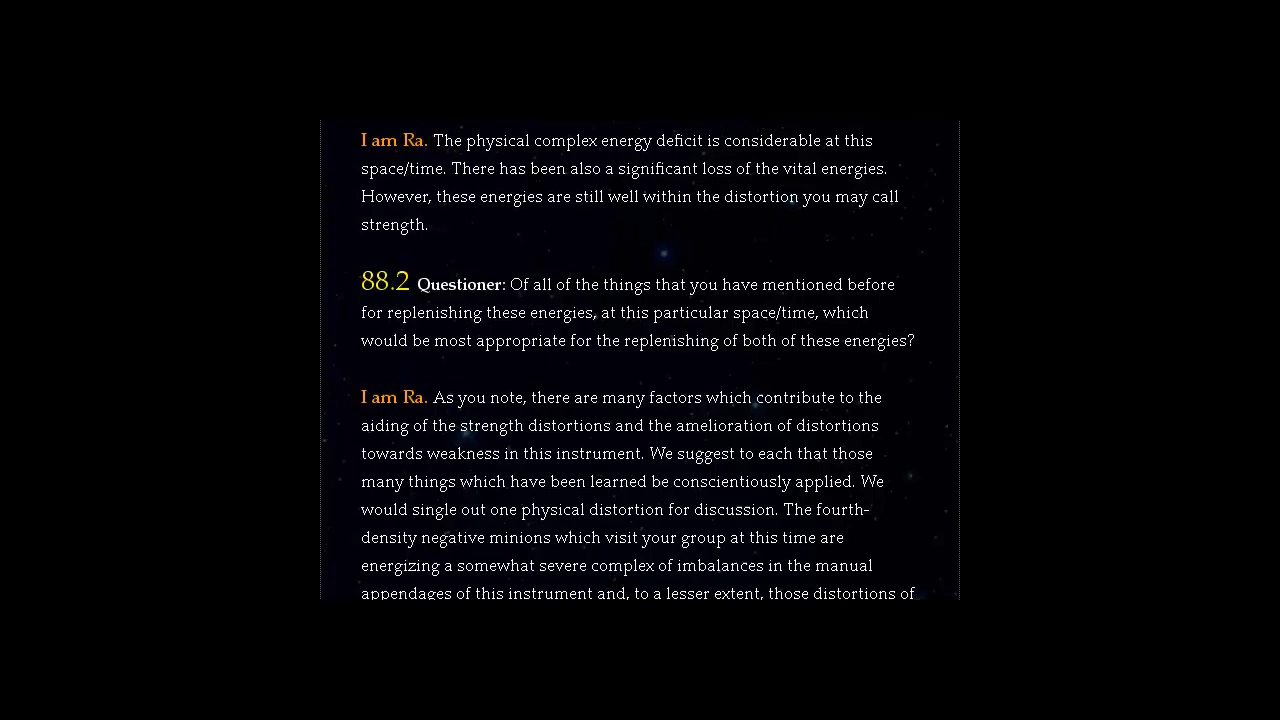 I am Ra. The physical complex energy deficit is considerable at this
space/time. There has been also a significant loss of the vital energies.
However, these energies are still well within the distortion you may call
strength.
88.2 Questioner: Of all of the things that you have mentioned before
for replenishing these energies, at this particular space/time, which
would be most appropriate for the replenishing of both of these energies?
I am Ra. As you note, there are many factors which contribute to the
aiding of the strength distortions and the amelioration of distortions
towards weakness in this instrument. We suggest to each that those
many things which have been learned be conscientiously applied. We
would single out one physical distortion for discussion. The fourth-
density negative minions which visit your group at this time are
energizing a somewhat severe complex of imbalances in the manual
appendages of this instrument and, to a lesser extent, those distortions of